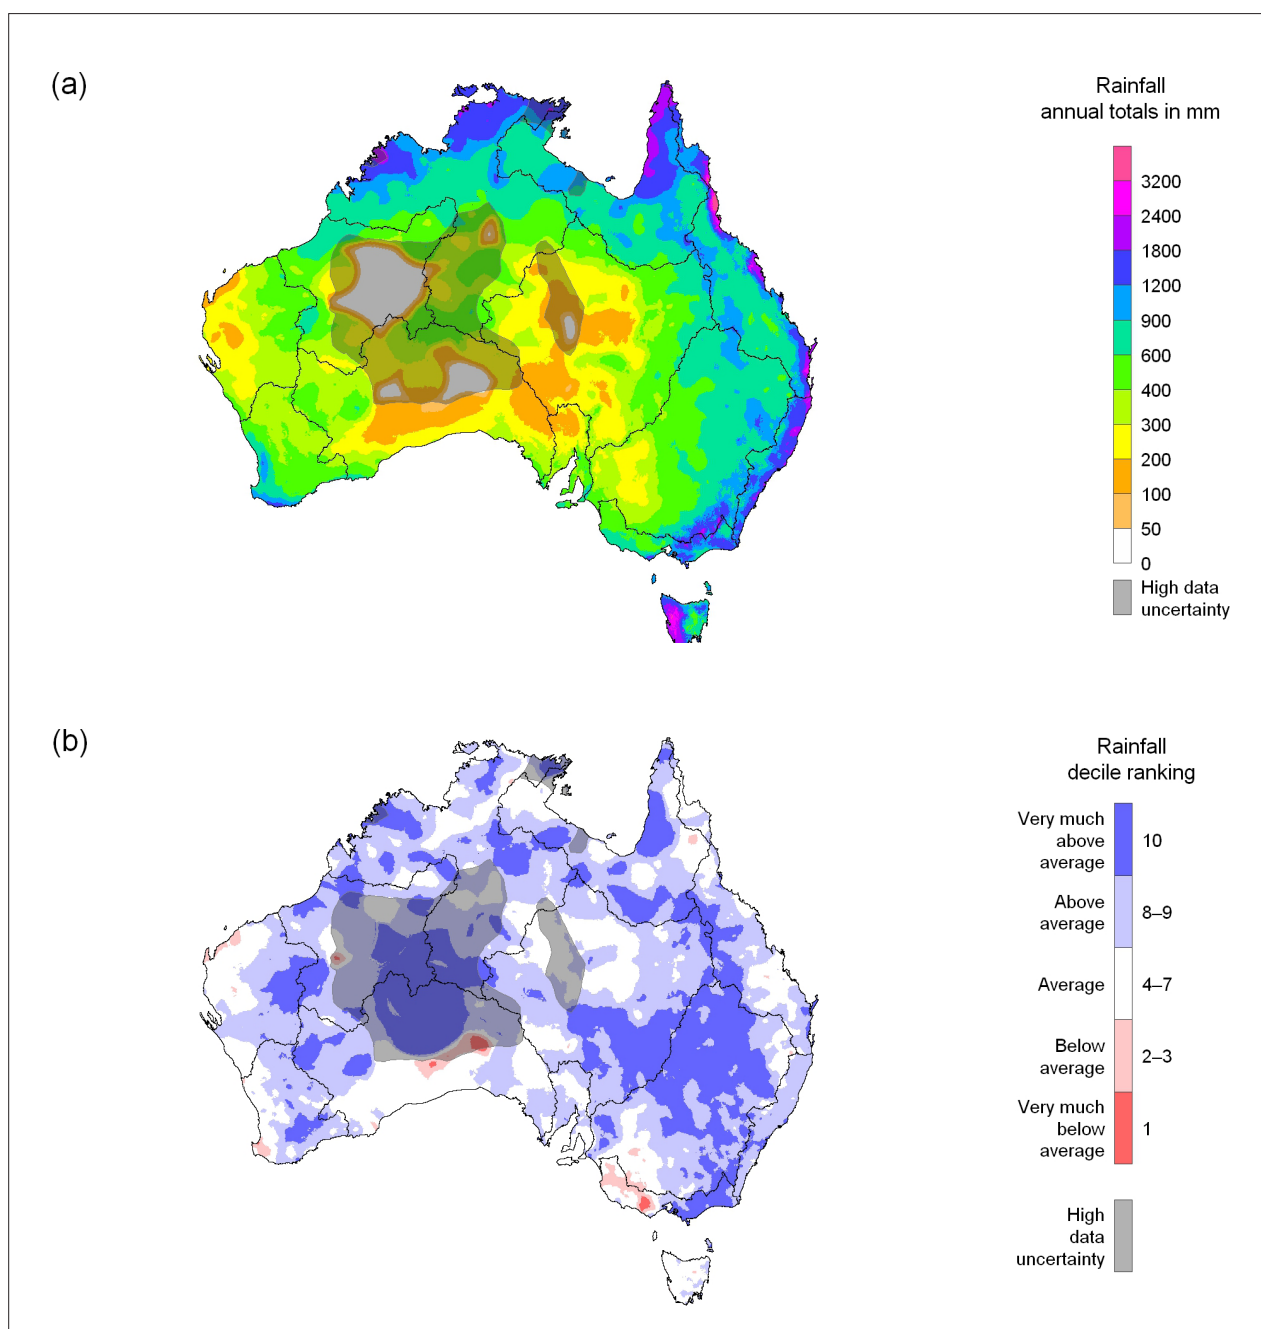 (a)
Rainfall
annual totals in mm
3200
2400
1800
1200
900
600
400
300
200
100
50
0
High data
uncertainty
(b)
Rainfall
decile ranking
Very much
above
average
10
Above
average
8–9
Average
4–7
Below
average
2–3
Very much
below
average
1
High
data
uncertainty